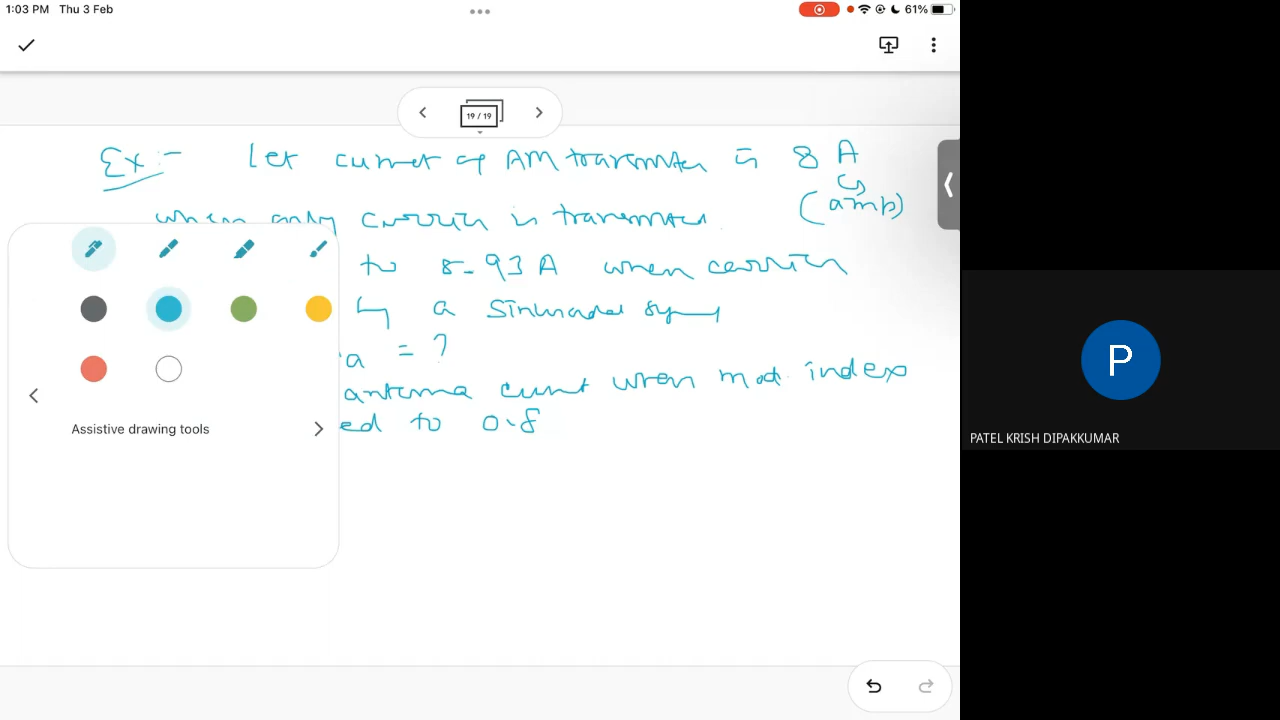 1:03 PM Thu 3 Feb
61%
19 / 19
Ex :- Let current of AM transmitter is 8 A
(amp)
when only carrier is transmitted.
to 8.93 A when carrier
by a Sinusoidal
a = ?
antenna current when mod. index
ed to 0.8
Assistive drawing tools
P
PATEL KRISH DIPAKKUMAR